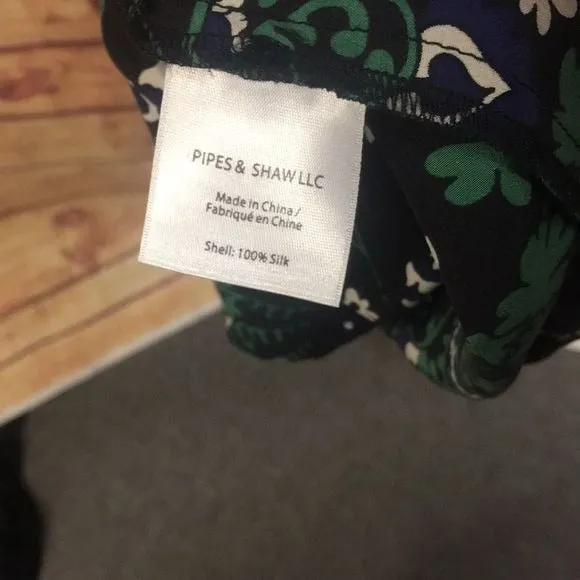 PIPES & SHAW LLC
Made in China /
Fabriqué en Chine
Shell: 100% Silk